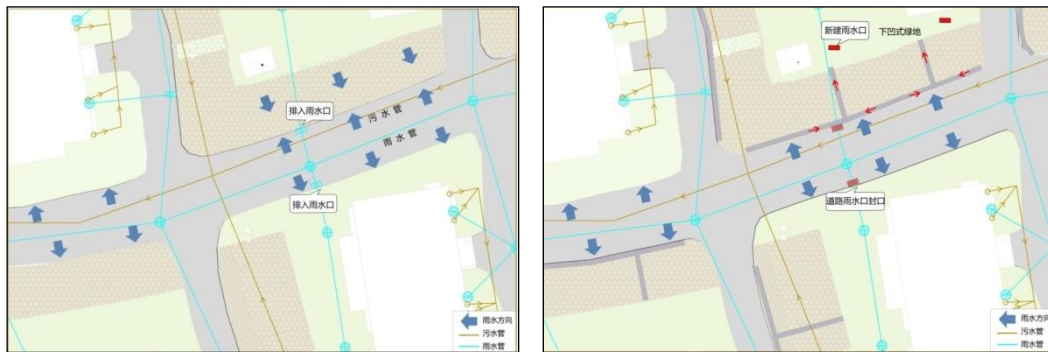 排入雨水口
污水管
雨水管
排入雨水口
雨水方向
污水管
雨水管
新建雨水口
下凹式绿地
道路雨水口封口
雨水方向
污水管
雨水管